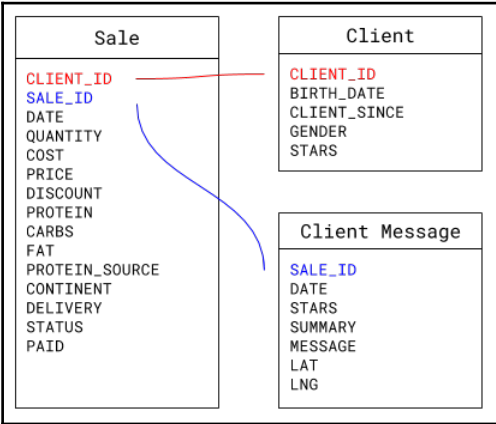 Sale
CLIENT_ID
SALE_ID
DATE
QUANTITY
COST
PRICE
DISCOUNT
PROTEIN
CARBS
FAT
PROTEIN_SOURCE
CONTINENT
DELIVERY
STATUS
PAID
Client
CLIENT_ID
BIRTH_DATE
CLIENT_SINCE
GENDER
STARS
Client Message
SALE_ID
DATE
STARS
SUMMARY
MESSAGE
LAT
LNG